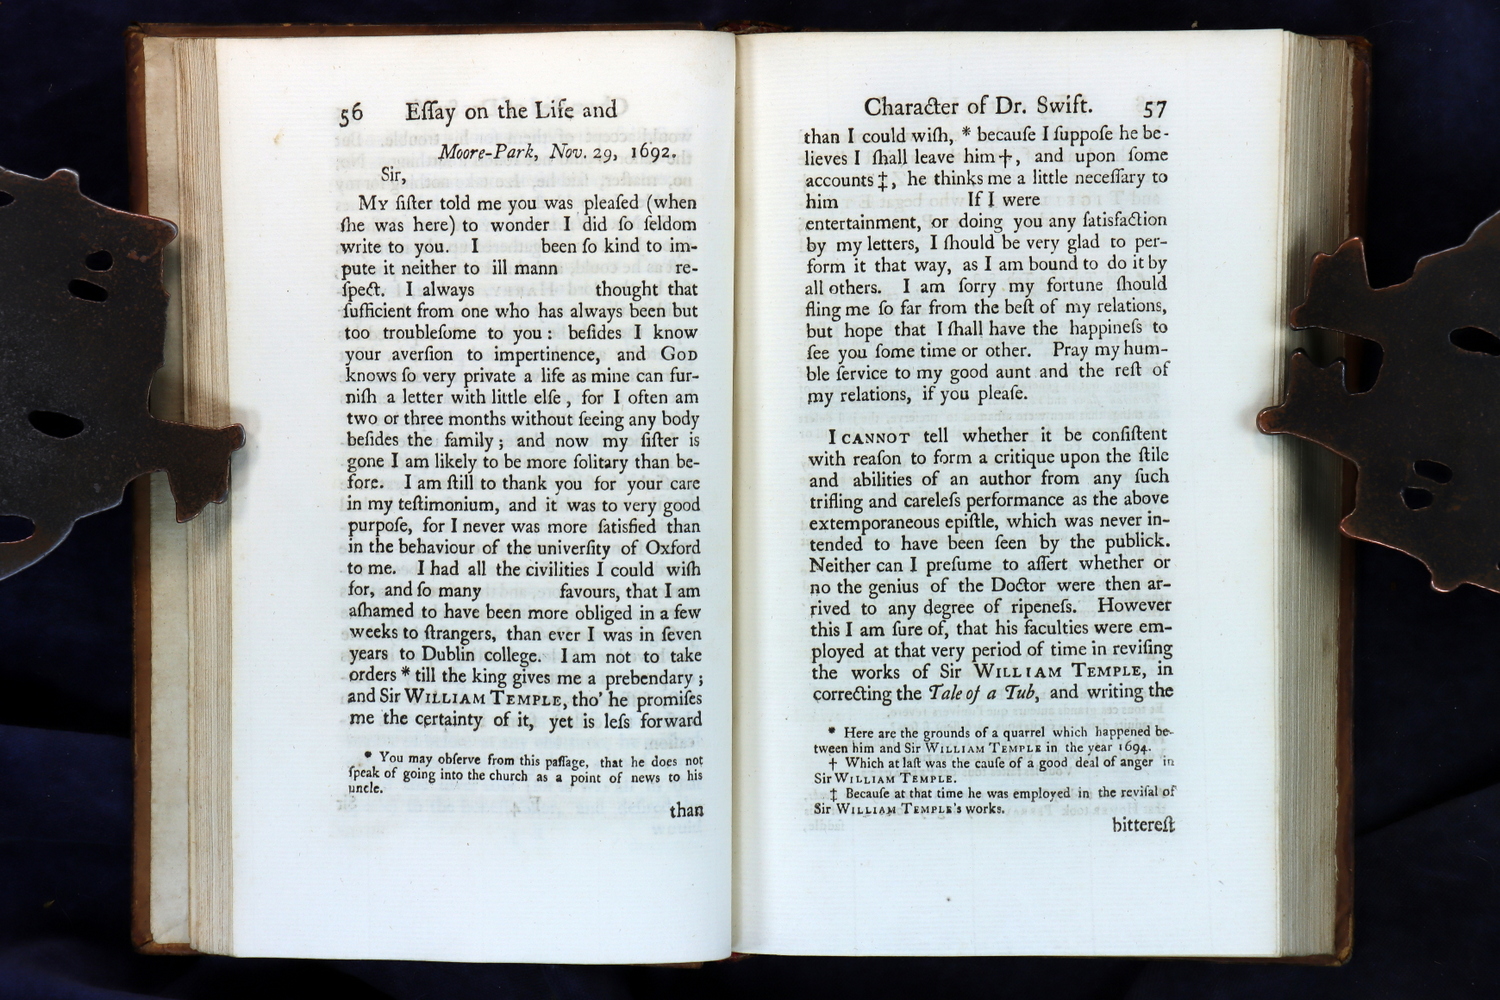 56 Eſſay on the Life and
Moore-Park, Nov. 29, 1692.
Sir,
MY ſiſter told me you was pleaſed (when
ſhe was here) to wonder I did ſo ſeldom
write to you. I been ſo kind to im-
pute it neither to ill mann re-
ſpect. I always thought that
ſufficient from one who has always been but
too troubleſome to you : beſides I know
your averſion to impertinence, and GOD
knows ſo very private a life as mine can fur-
niſh a letter with little elſe , for I often am
two or three months without ſeeing any body
beſides the family ; and now my ſiſter is
gone I am likely to be more ſolitary than be-
fore. I am ſtill to thank you for your care
in my teſtimonium, and it was to very good
purpoſe, for I never was more ſatisfied than
in the behaviour of the univerſity of Oxford
to me. I had all the civilities I could wiſh
for, and ſo many favours, that I am
aſhamed to have been more obliged in a few
weeks to ſtrangers, than ever I was in ſeven
years to Dublin college. I am not to take
orders * till the king gives me a prebendary ;
and Sir WILLIAM TEMPLE, tho' he promiſes
me the certainty of it, yet is leſs forward
* You may obſerve from this paſſage, that he does not
ſpeak of going into the church as a point of news to his
uncle.
than
Character of Dr. Swift. 57
than I could wiſh, * becauſe I ſuppoſe he be-
lieves I ſhall leave him †, and upon ſome
accounts ‡, he thinks me a little neceſſary to
him If I were
entertainment, or doing you any ſatisfaction
by my letters, I ſhould be very glad to per-
form it that way, as I am bound to do it by
all others. I am ſorry my fortune ſhould
fling me ſo far from the beſt of my relations,
but hope that I ſhall have the happineſs to
ſee you ſome time or other. Pray my hum-
ble ſervice to my good aunt and the reſt of
my relations, if you pleaſe.
I CANNOT tell whether it be conſiſtent
with reaſon to form a critique upon the ſtile
and abilities of an author from any ſuch
trifling and careleſs performance as the above
extemporaneous epiſtle, which was never in-
tended to have been ſeen by the publick.
Neither can I preſume to aſſert whether or
no the genius of the Doctor were then ar-
rived to any degree of ripeneſs. However
this I am ſure of, that his faculties were em-
ployed at that very period of time in reviſing
the works of Sir WILLIAM TEMPLE, in
correcting the Tale of a Tub, and writing the
* Here are the grounds of a quarrel which happened be-
tween him and Sir WILLIAM TEMPLE in the year 1694.
† Which at laſt was the cauſe of a good deal of anger in
Sir WILLIAM TEMPLE.
‡ Becauſe at that time he was employed in the reviſal of
Sir WILLIAM TEMPLE's works.
bittereſt